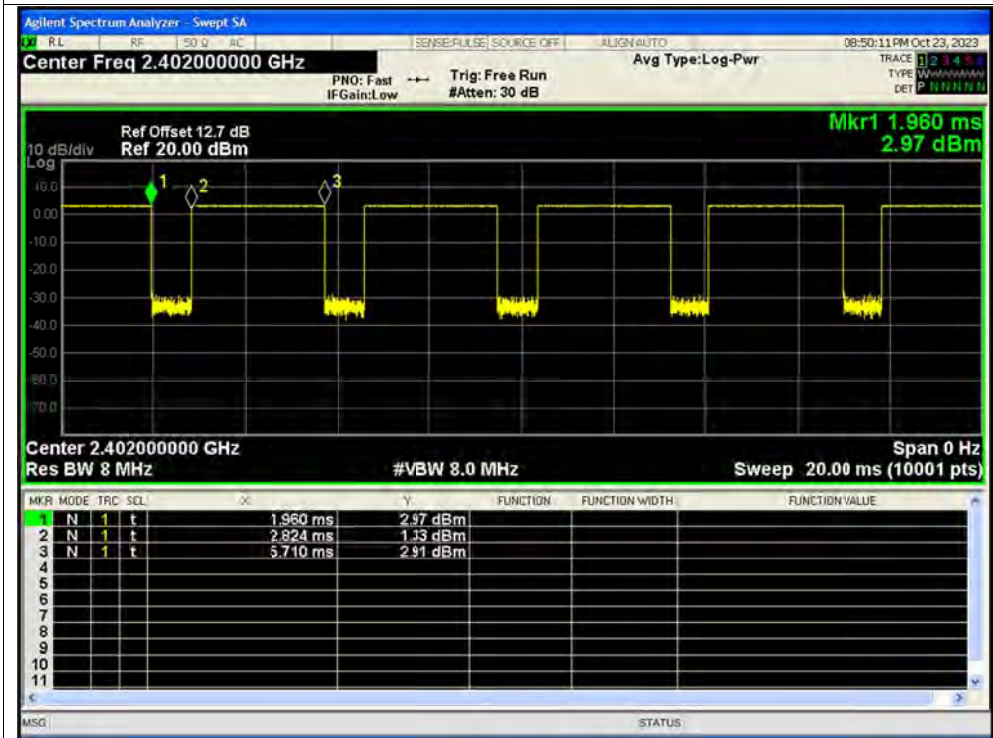 Agilent Spectrum Analyzer - Swept SA
RL RF 50 Ω AC SENSE:PULSE SOURCE OFF ALIGN AUTO 08:50:11 PM Oct 23, 2023
Center Freq 2.402000000 GHz Avg Type:Log-Pwr TRACE 1 2 3 4 5 6
PNO: Fast Trig: Free Run TYPE W
IFGain:Low #Atten: 30 dB DET P N N N N N
Mkr1 1.960 ms
Ref Offset 12.7 dB
10 dB/div Ref 20.00 dBm 2.97 dBm
Log
1 2 3
0.00
-10.0
-20.0
-30.0
-40.0
-50.0
-60.0
-70.0
Center 2.402000000 GHz Span 0 Hz
Res BW 8 MHz #VBW 8.0 MHz Sweep 20.00 ms (10001 pts)
MKR MODE TRC SCL X Y FUNCTION FUNCTION WIDTH FUNCTION VALUE
1 N 1 t 1.960 ms 2.97 dBm
2 N 1 t 2.824 ms 1.33 dBm
3 N 1 t 5.710 ms 2.91 dBm
4
5
6
7
8
9
10
11
MSG STATUS